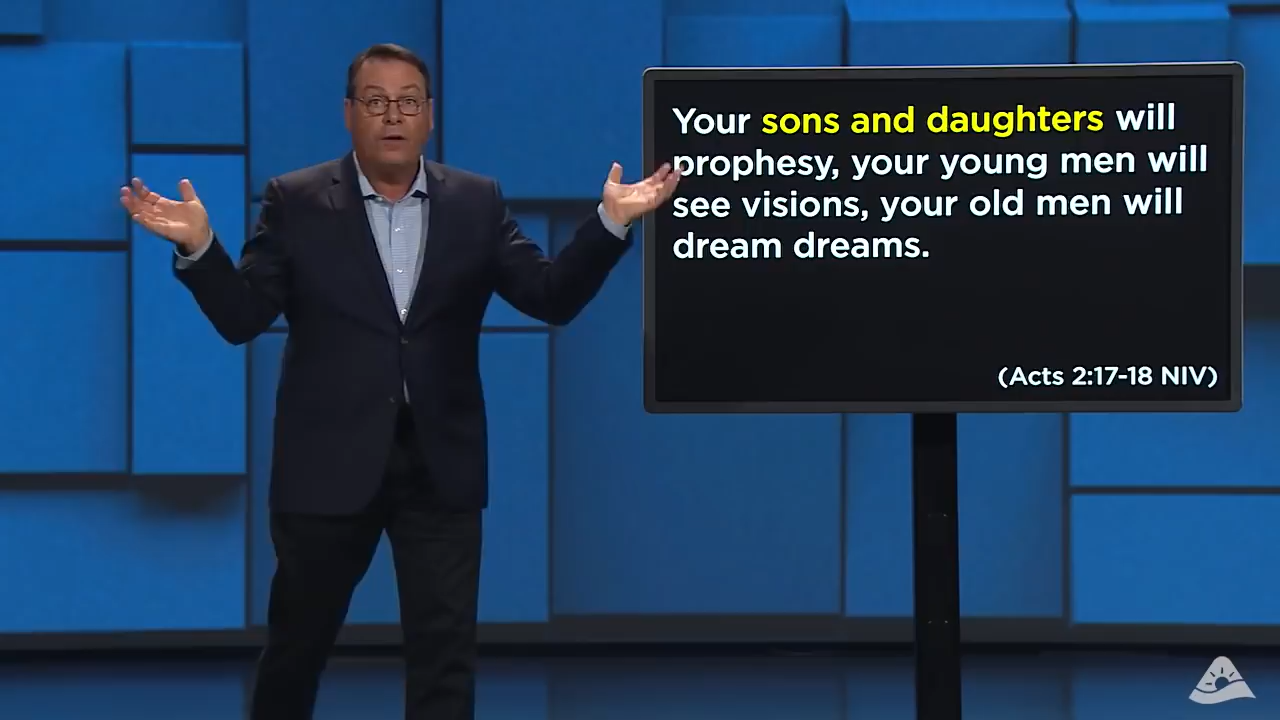 Your sons and daughters will
prophesy, your young men will
see visions, your old men will
dream dreams.
(Acts 2:17-18 NIV)